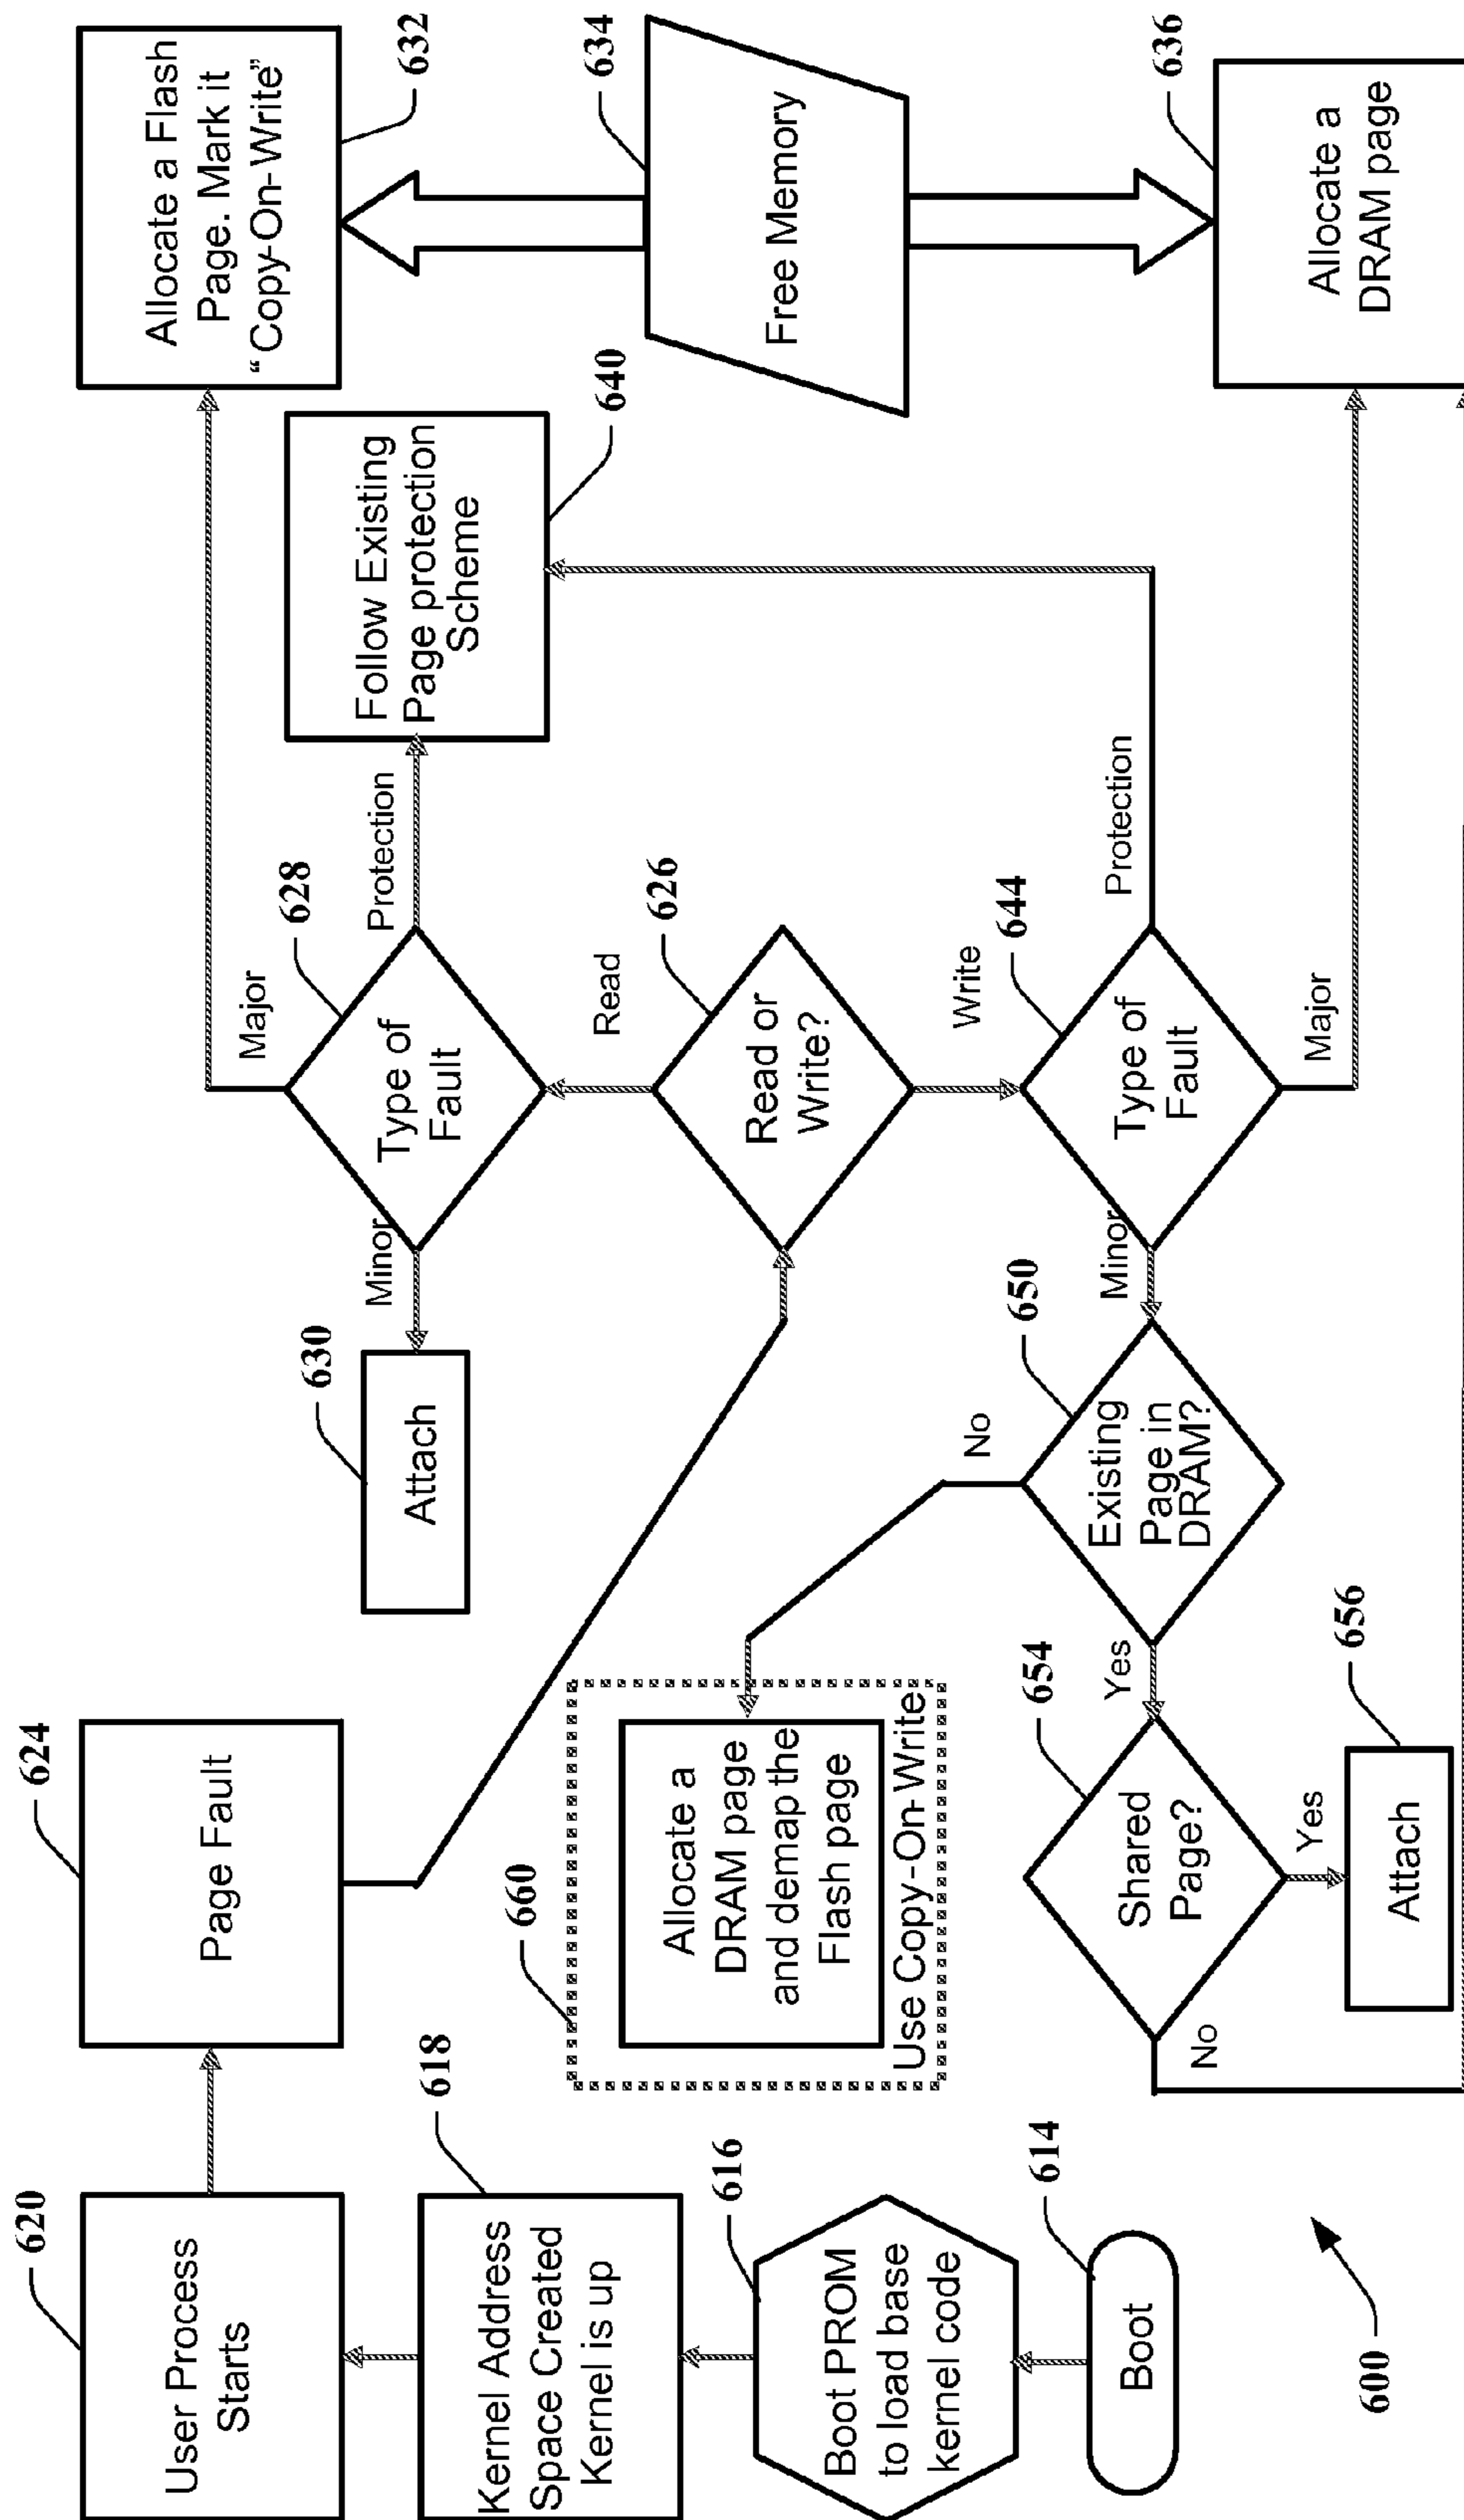 620
User Process
Starts
624
Page Fault
618
Kernel Address
Space Created
Kernel is up
616
Boot PROM
to load base
kernel code
614
Boot
600
660
Allocate a
DRAM page
and demap the
Flash page
Use Copy-On-Write
630
Attach
Minor
628
Type of
Fault
Major
Protection
640
Follow Existing
Page protection
Scheme
632
Allocate a Flash
Page. Mark it
“Copy-On-Write”
634
Free Memory
636
Allocate a
DRAM page
Read
626
Read or
Write?
Write
644
Type of
Fault
Protection
Major
Minor
650
Existing
Page in
DRAM?
No
Yes
654
Shared
Page?
No
Yes
656
Attach